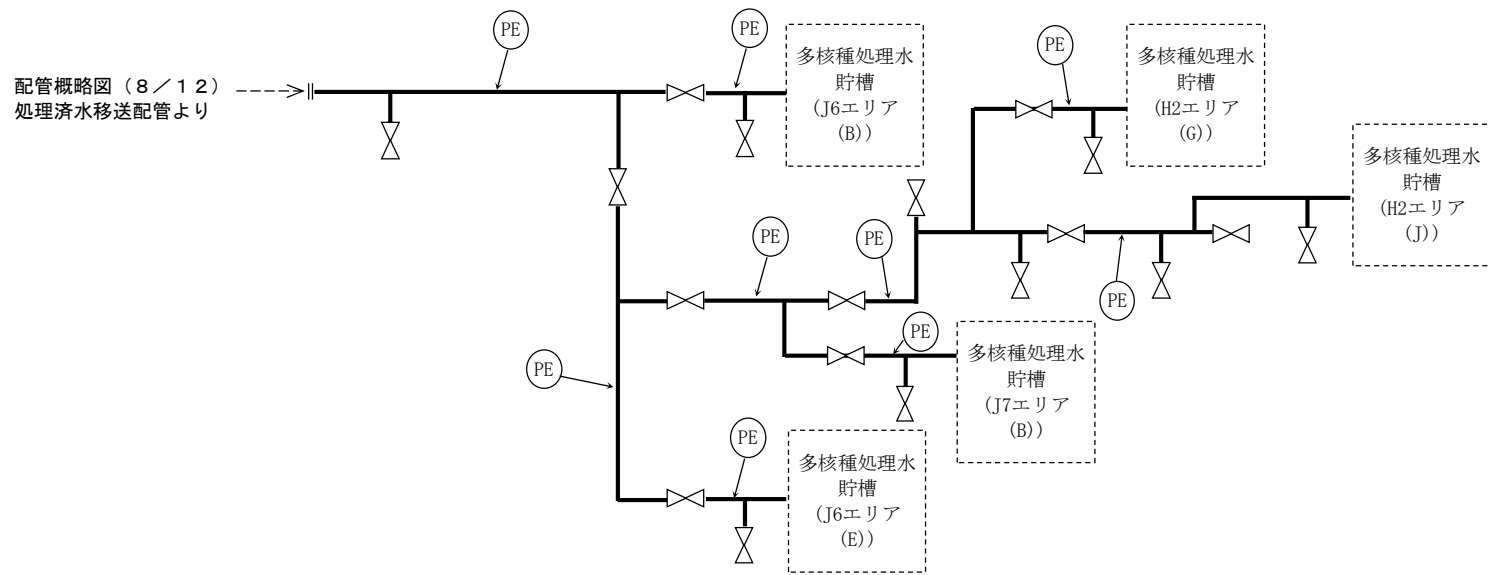 配管概略図（８／１２）
処理済水移送配管より
PE
PE
多核種処理水
貯槽
(J6エリア
(B))
PE
多核種処理水
貯槽
(H2エリア
(G))
多核種処理水
貯槽
(H2エリア
(J))
PE
PE
PE
PE
多核種処理水
貯槽
(J7エリア
(B))
PE
PE
多核種処理水
貯槽
(J6エリア
(E))